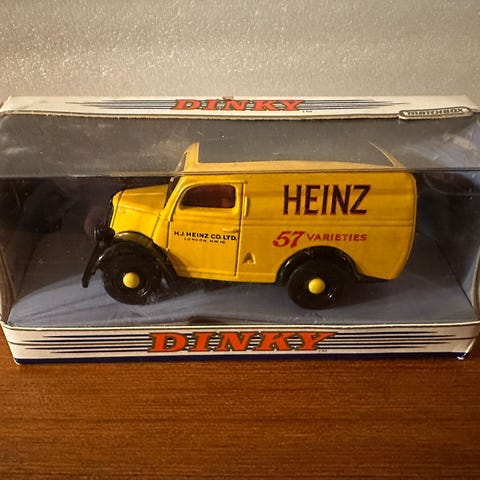 DINKY
MATCHBOX
HEINZ
57 VARIETIES
H.J. HEINZ CO. LTD.
LONDON. N.W. 10
DINKY